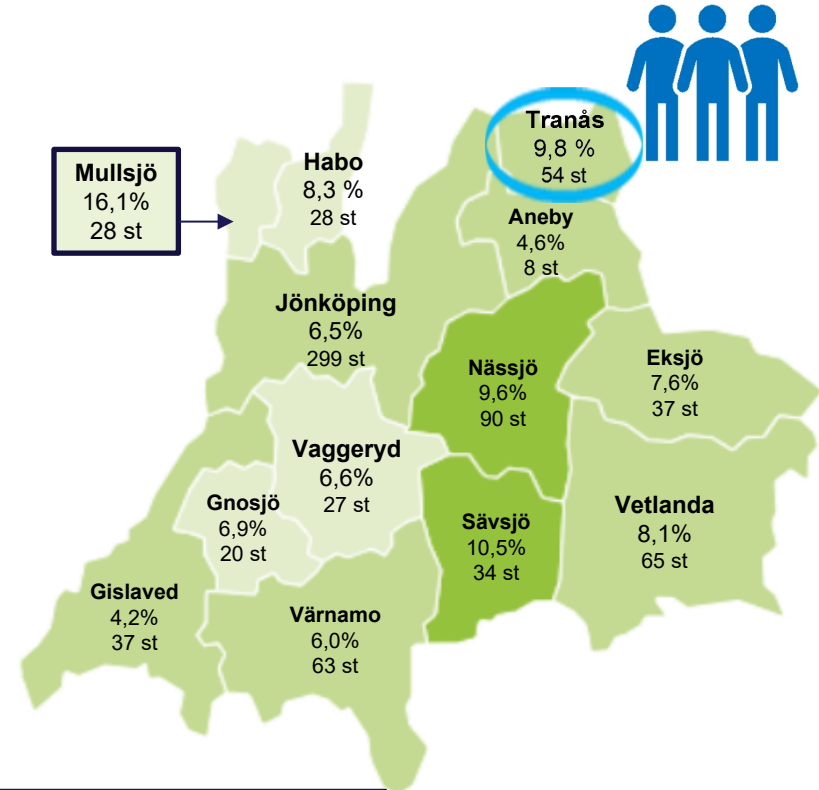 Tranås
9,8 %
54 st
Mullsjö
16,1%
28 st
Habo
8,3 %
28 st
Aneby
4,6%
8 st
Jönköping
6,5%
299 st
Nässjö
9,6%
90 st
Eksjö
7,6%
37 st
Vaggeryd
6,6%
27 st
Gnosjö
6,9%
20 st
Sävsjö
10,5%
34 st
Vetlanda
8,1%
65 st
Gislaved
4,2%
37 st
Värnamo
6,0%
63 st